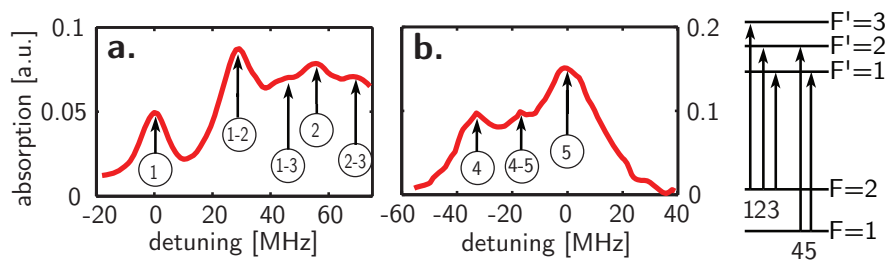 a.
absorption [a.u.]
0.1
0.05
0
-20 0 20 40 60
detuning [MHz]
1
1-2
1-3
2
2-3
b.
0.2
0.1
0
-60 -40 -20 0 20 40
detuning [MHz]
4
4-5
5
F'=3
F'=2
F'=1
F=2
123
F=1
45